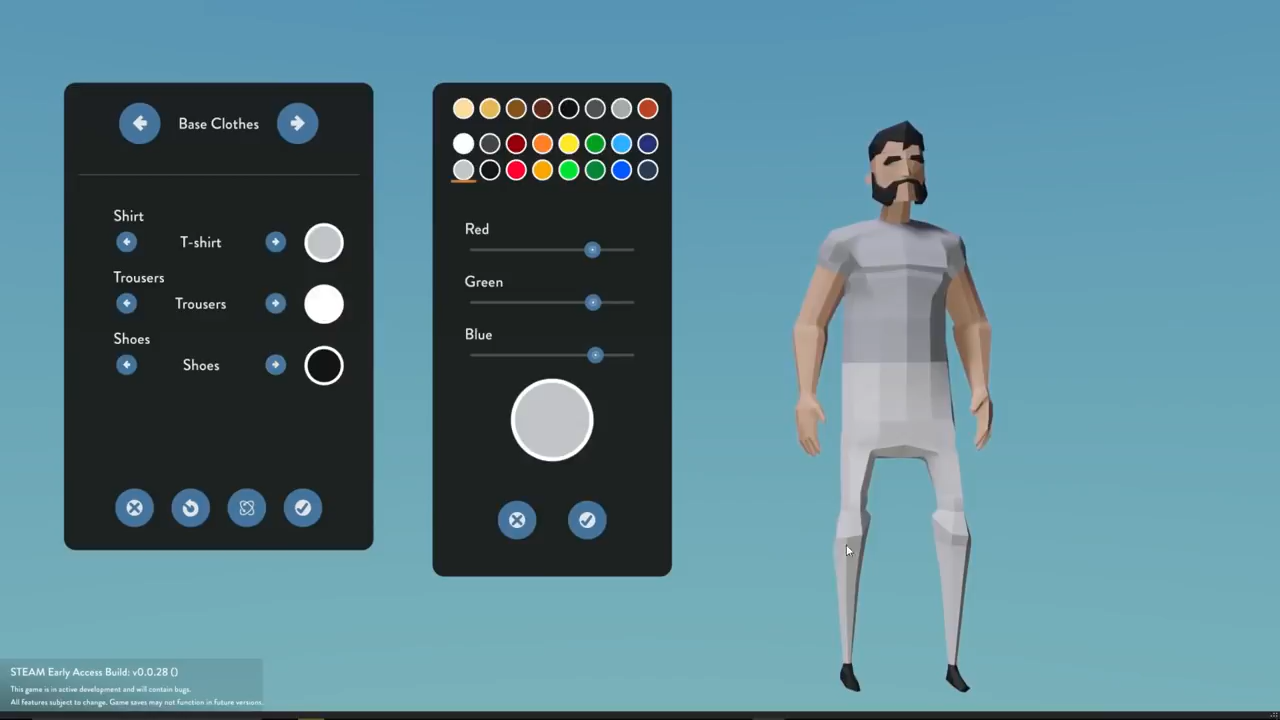 Base Clothes
Shirt
T-shirt
Trousers
Trousers
Shoes
Shoes
Red
Green
Blue
STEAM Early Access Build: v0.0.28 ()
This game is in active development and will contain bugs.
All features subject to change. Game saves may not function in future versions.